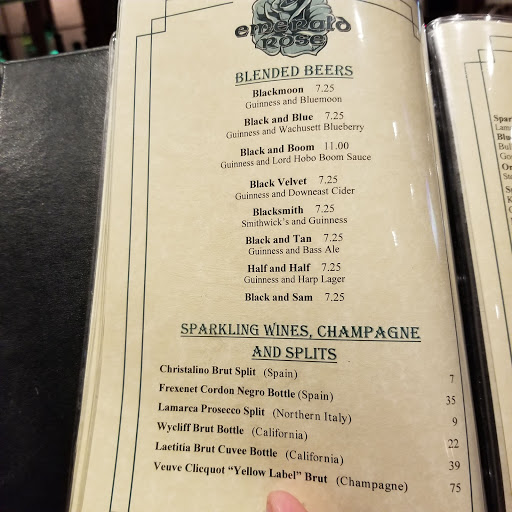 emerald
rose
BLENDED BEERS
Blackmoon 7.25
Guinness and Bluemoon
Black and Blue 7.25
Guinness and Wachusett Blueberry
Black and Boom 11.00
Guinness and Lord Hobo Boom Sauce
Black Velvet 7.25
Guinness and Downeast Cider
Blacksmith 7.25
Smithwick's and Guinness
Black and Tan 7.25
Guinness and Bass Ale
Half and Half 7.25
Guinness and Harp Lager
Black and Sam 7.25
SPARKLING WINES, CHAMPAGNE
AND SPLITS
Christalino Brut Split (Spain) 7
Frexenet Cordon Negro Bottle (Spain) 35
Lamarca Prosecco Split (Northern Italy) 9
Wycliff Brut Bottle (California) 22
Laetitia Brut Cuvee Bottle (California) 39
Veuve Clicquot "Yellow Label" Brut (Champagne) 75